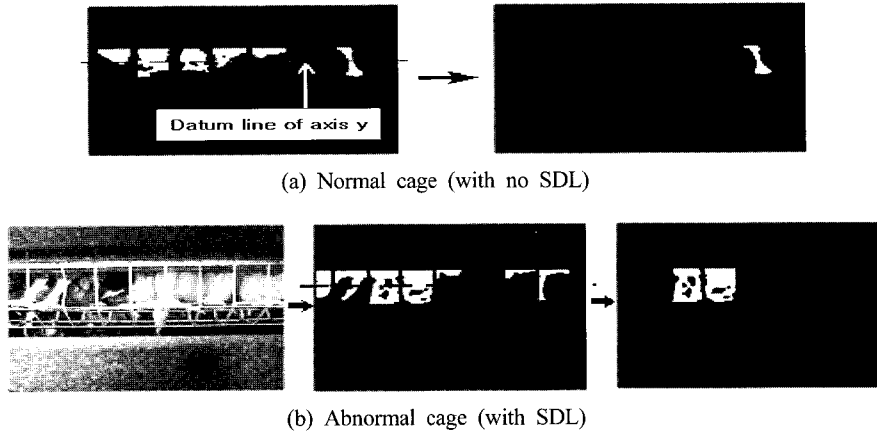 Datum line of axis y
(a) Normal cage (with no SDL)
(b) Abnormal cage (with SDL)